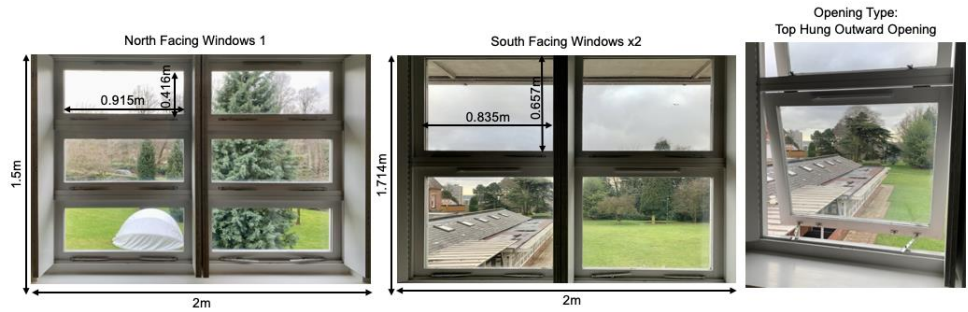 North Facing Windows 1
1.5m
0.915m
0.416m
2m
South Facing Windows x2
1.714m
0.835m
0.657m
2m
Opening Type:
Top Hung Outward Opening